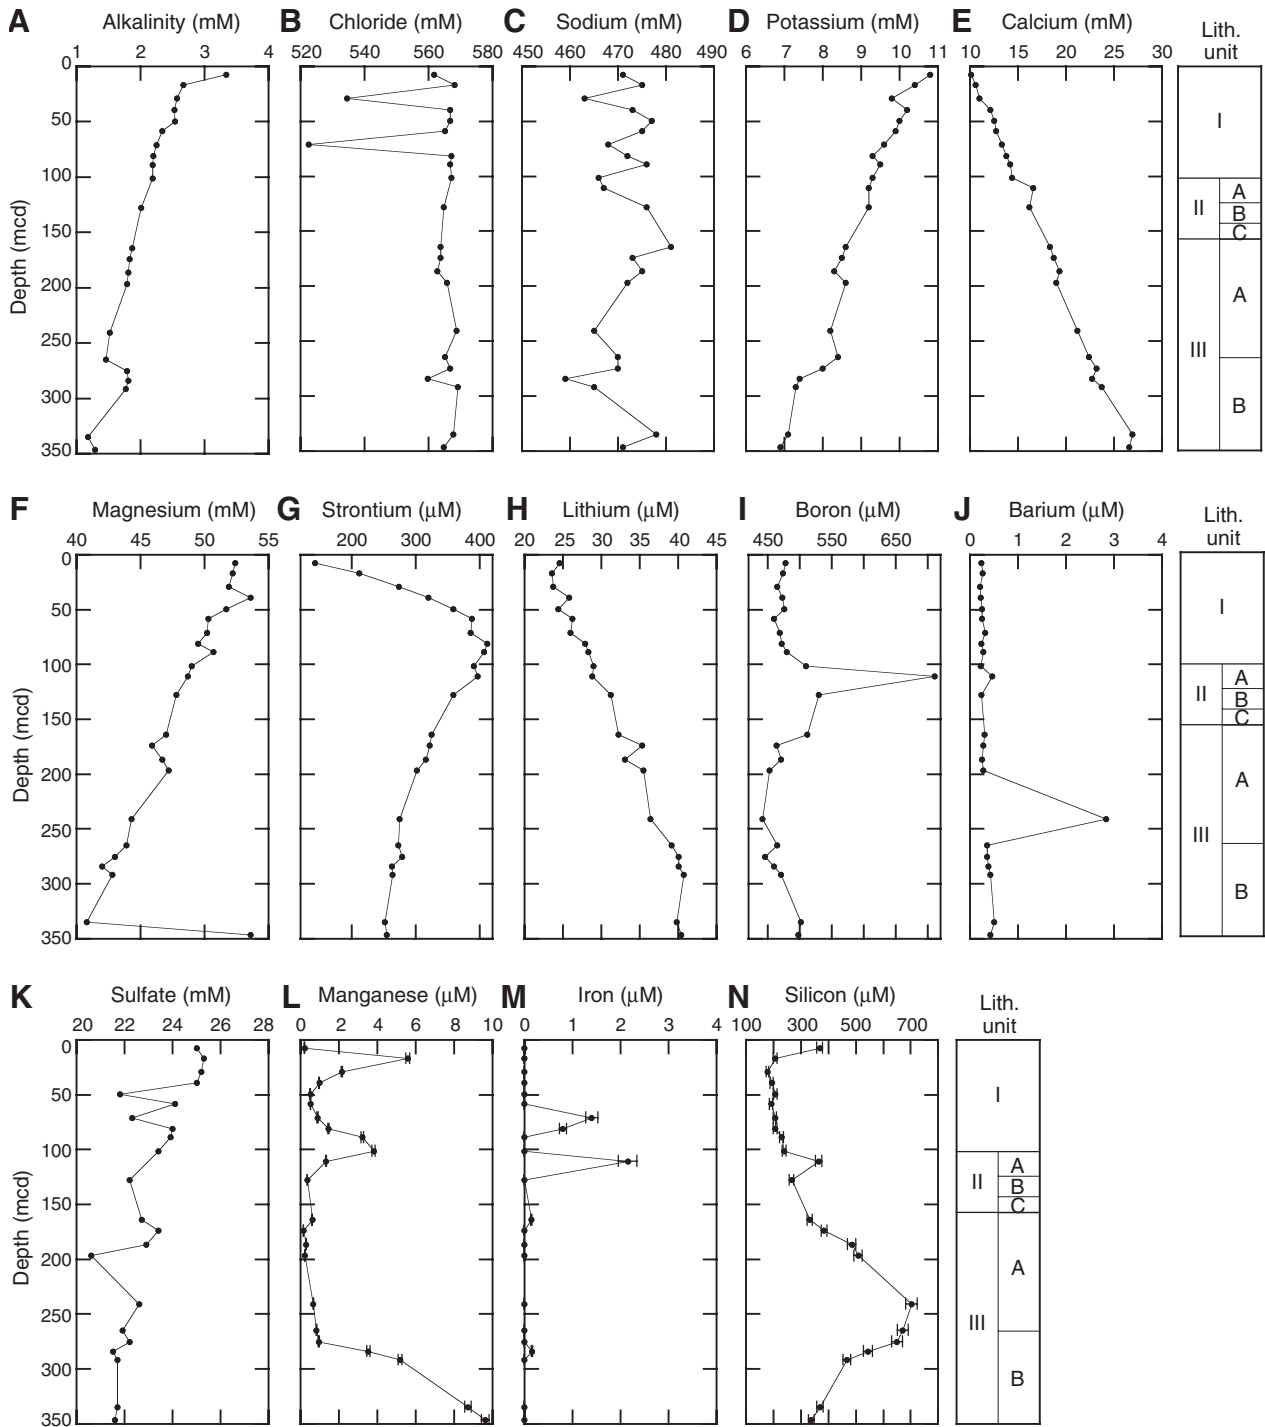 A Alkalinity (mM) B Chloride (mM) C Sodium (mM) D Potassium (mM) E Calcium (mM) Lith. unit
1 2 3 4 520 540 560 580 450 460 470 480 490 6 7 8 9 10 11 10 15 20 25 30
0
50
100
150
200
250
300
350
Depth (mcd)
I
II A
B
C
III A
B
F Magnesium (mM) G Strontium (µM) H Lithium (µM) I Boron (µM) J Barium (µM) Lith. unit
40 45 50 55 200 300 400 20 25 30 35 40 45 450 550 650 0 1 2 3 4
0
50
100
150
200
250
300
350
Depth (mcd)
I
II A
B
C
III A
B
K Sulfate (mM) L Manganese (µM) M Iron (µM) N Silicon (µM) Lith. unit
20 22 24 26 28 0 2 4 6 8 10 0 1 2 3 4 100 300 500 700
0
50
100
150
200
250
300
350
Depth (mcd)
I
II A
B
C
III A
B